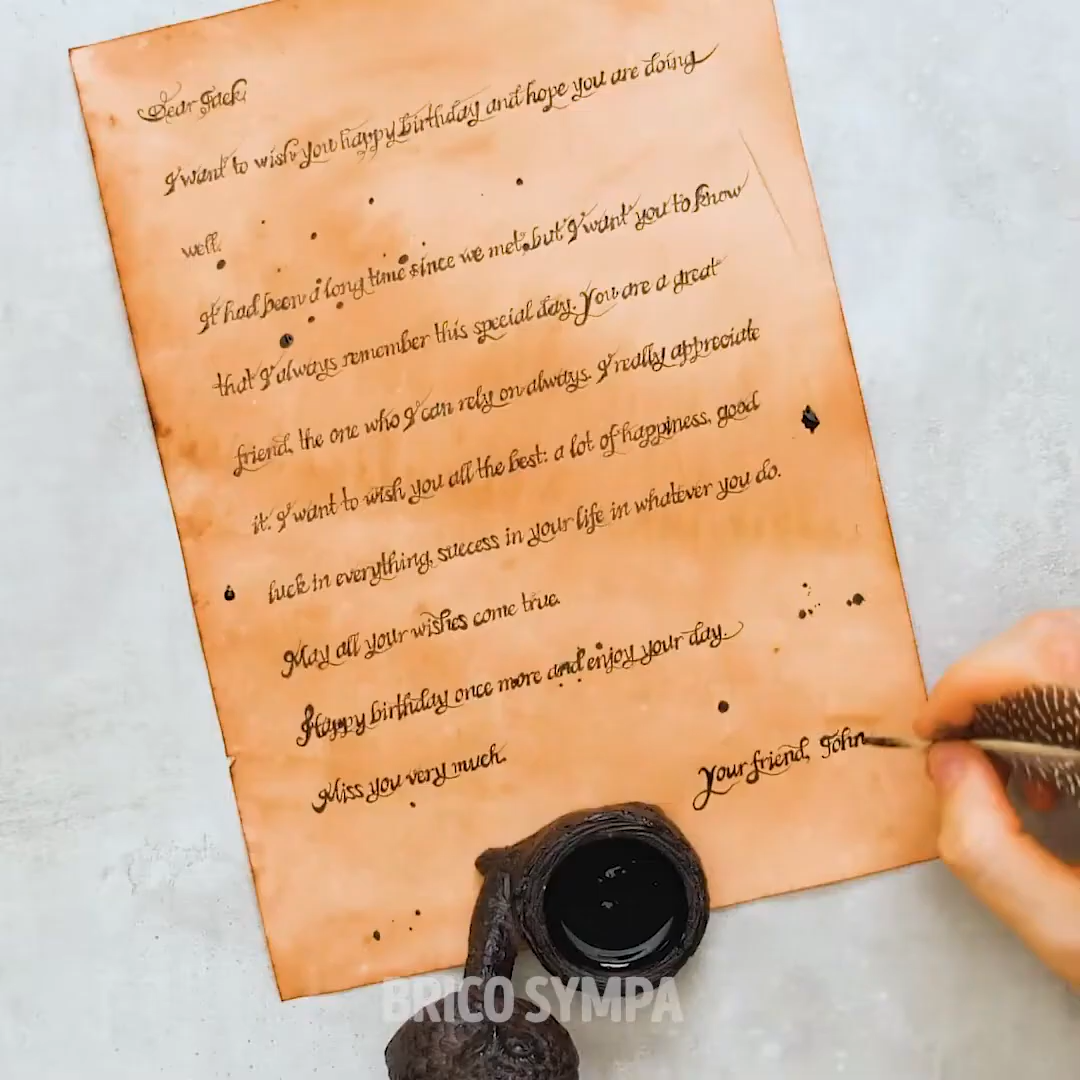 Dear Jack,
I want to wish you happy birthday and hope you are doing
well.
It had been a long time since we met, but I want you to know
that I always remember this special day. You are a great
friend, the one who I can rely on always. I really appreciate
it. I want to wish you all the best: a lot of happiness, good
luck in everything, success in your life in whatever you do.
May all your wishes come true.
Happy birthday once more and enjoy your day.
Miss you very much.
Your friend, John
BRICO SYMPA